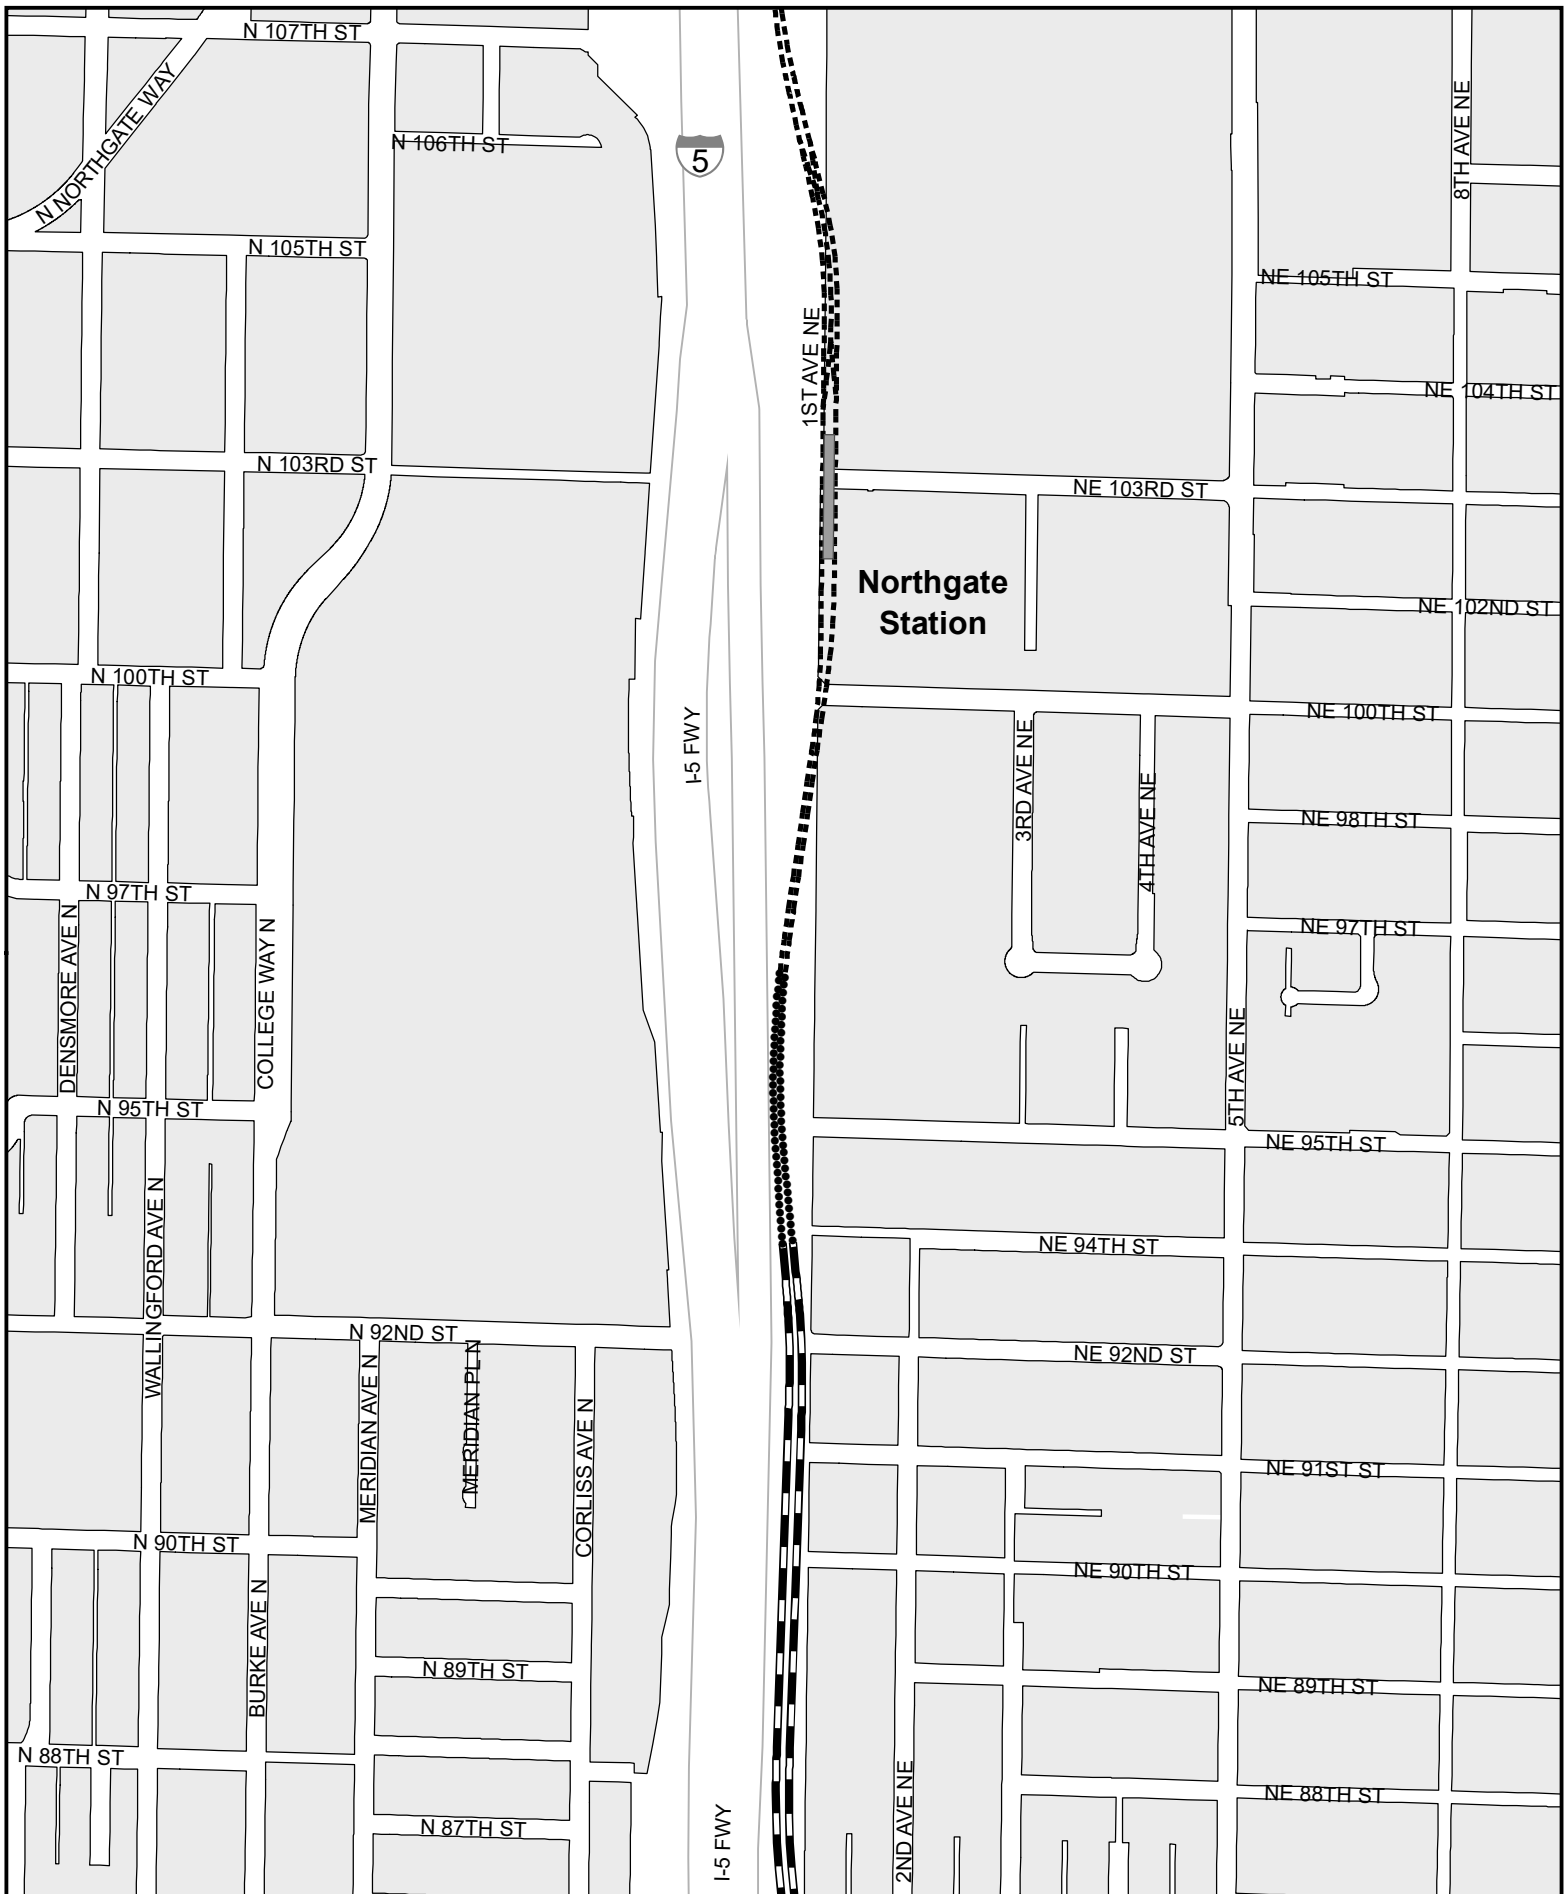 N 107TH ST
N NORTHGATE WAY
8TH AVE NE
N 106TH ST
5
N 105TH ST
NE 105TH ST
1ST AVE NE
NE 104TH ST
N 103RD ST
NE 103RD ST
Northgate
Station
NE 102ND ST
N 100TH ST
NE 100TH ST
I-5 FWY
3RD AVE NE
4TH AVE NE
NE 98TH ST
N 97TH ST
NE 97TH ST
DENSMORE AVE N
COLLEGE WAY N
5TH AVE NE
N 95TH ST
NE 95TH ST
WALLINGFORD AVE N
NE 94TH ST
N 92ND ST
NE 92ND ST
MERIDIAN AVE N
MERIDIAN PL N
CORLISS AVE N
NE 91ST ST
N 90TH ST
NE 90TH ST
BURKE AVE N
N 89TH ST
NE 89TH ST
N 88TH ST
2ND AVE NE
NE 88TH ST
N 87TH ST
I-5 FWY